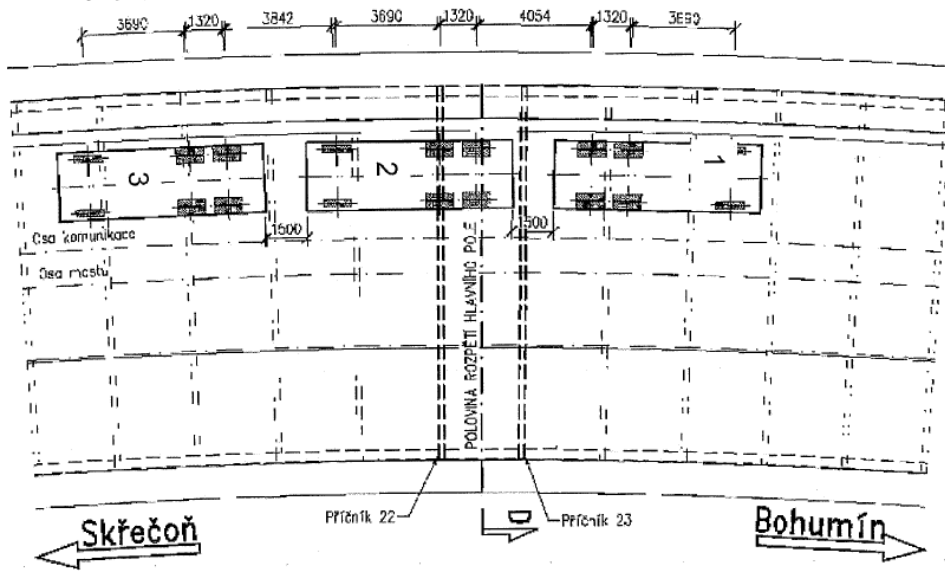 3690 1320 3842 3690 1320 4054 1320 3690
3 2 1
1500 1500
Osa komunikace
Osa mostu
POLOVINA ROZPĚTÍ HLAVNÍHO POLE
Příčník 22 D Příčník 23
Skřečoň Bohumín